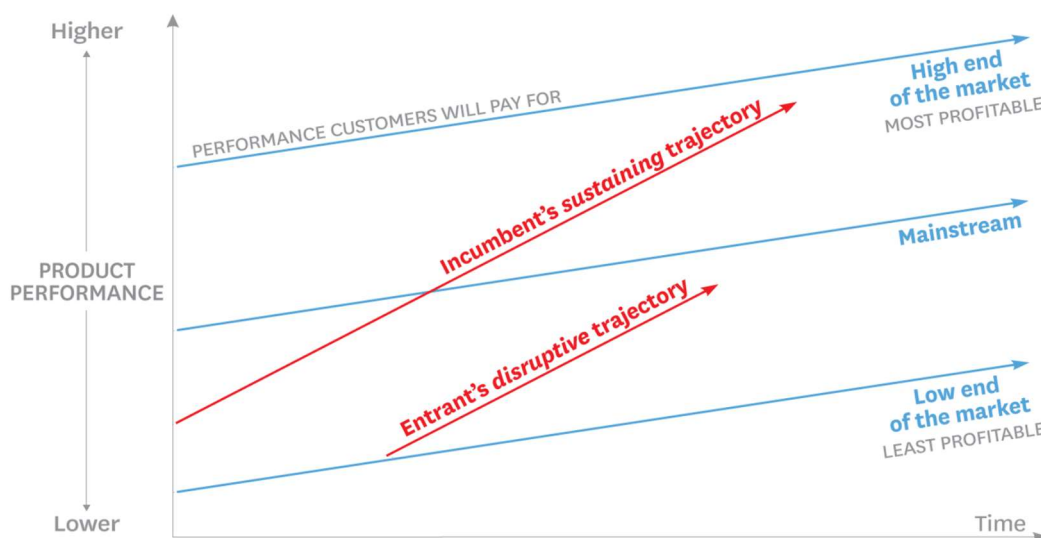 Higher
PERFORMANCE CUSTOMERS WILL PAY FOR
High end
of the market
MOST PROFITABLE
Incumbent's sustaining trajectory
Mainstream
PRODUCT
PERFORMANCE
Entrant's disruptive trajectory
Low end
of the market
LEAST PROFITABLE
Lower
Time